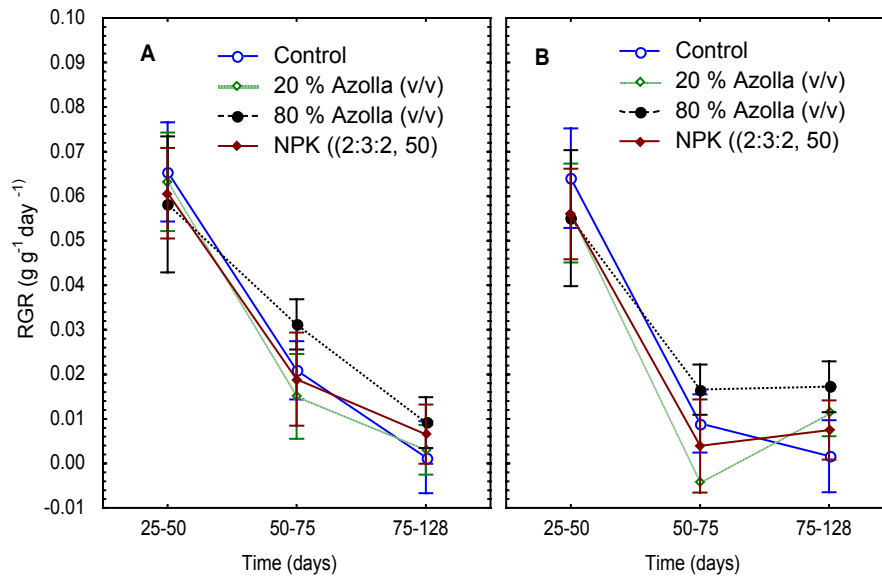 0.10
0.09
0.08
0.07
0.06
0.05
0.04
0.03
0.02
0.01
0.00
-0.01
RGR (g g⁻¹ day ⁻¹)
A
Control
20 % Azolla (v/v)
80 % Azolla (v/v)
NPK ((2:3:2, 50)
25-50
50-75
75-128
Time (days)
B
Control
20 % Azolla (v/v)
80 % Azolla (v/v)
NPK ((2:3:2, 50)
25-50
50-75
75-128
Time (days)